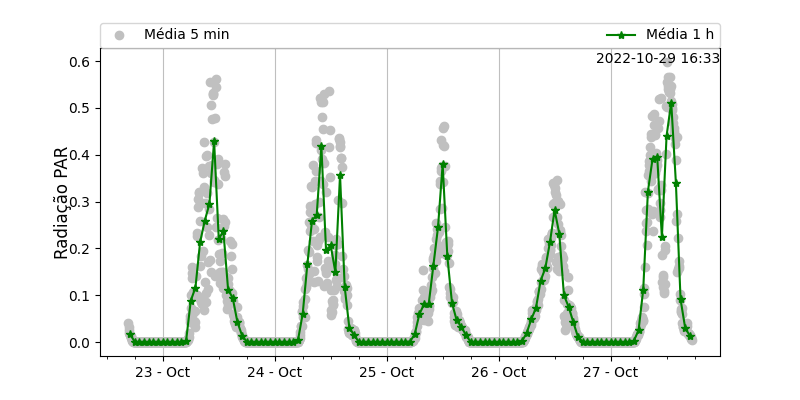 Média 5 min
Média 1 h
2022-10-29 16:33
Radiação PAR
0.6
0.5
0.4
0.3
0.2
0.1
0.0
23 - Oct
24 - Oct
25 - Oct
26 - Oct
27 - Oct